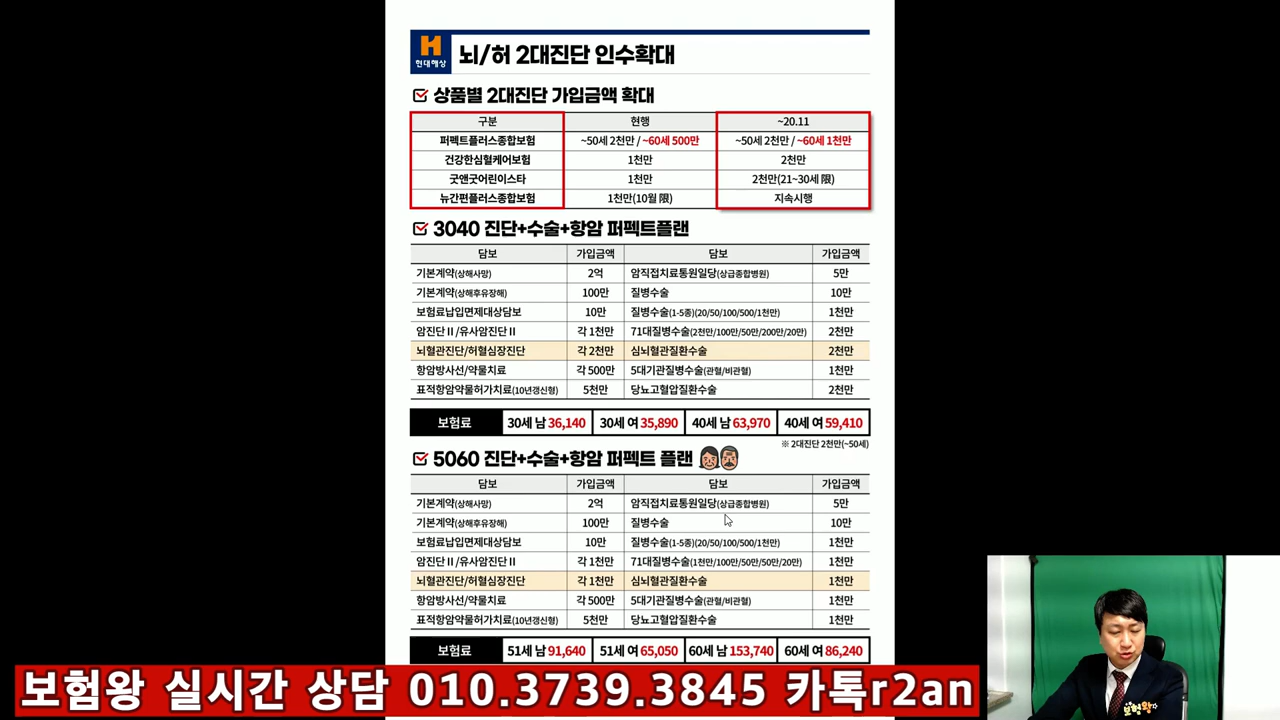 현대해상
뇌/허 2대진단 인수확대
상품별 2대진단 가입금액 확대
구분 현행 ~20.11
퍼펙트플러스종합보험 ~50세 2천만 / ~60세 500만 ~50세 2천만 / ~60세 1천만
건강한심혈케어보험 1천만 2천만
굿앤굿어린이스타 1천만 2천만(21~30세 限)
뉴간편플러스종합보험 1천만(10월 限) 지속시행
3040 진단+수술+항암 퍼펙트플랜
담보 가입금액 담보 가입금액
기본계약(상해사망) 2억 암직접치료통원일당(상급종합병원) 5만
기본계약(상해후유장해) 100만 질병수술 10만
보험료납입면제대상담보 10만 질병수술(1-5종)(20/50/100/500/1천만) 1천만
암진단Ⅱ/유사암진단Ⅱ 각 1천만 71대질병수술(2천만/100만/50만/200만/20만) 2천만
뇌혈관진단/허혈심장진단 각 2천만 심뇌혈관질환수술 2천만
항암방사선/약물치료 각 500만 5대기관질병수술(관혈/비관혈) 1천만
표적항암약물허가치료(10년갱신형) 5천만 당뇨고혈압질환수술 2천만
보험료 30세 남 36,140 30세 여 35,890 40세 남 63,970 40세 여 59,410
※ 2대진단 2천만(~50세)
5060 진단+수술+항암 퍼펙트 플랜
담보 가입금액 담보 가입금액
기본계약(상해사망) 2억 암직접치료통원일당(상급종합병원) 5만
기본계약(상해후유장해) 100만 질병수술 10만
보험료납입면제대상담보 10만 질병수술(1-5종)(20/50/100/500/1천만) 1천만
암진단Ⅱ/유사암진단Ⅱ 각 1천만 71대질병수술(1천만/100만/50만/50만/20만) 1천만
뇌혈관진단/허혈심장진단 각 1천만 심뇌혈관질환수술 1천만
항암방사선/약물치료 각 500만 5대기관질병수술(관혈/비관혈) 1천만
표적항암약물허가치료(10년갱신형) 5천만 당뇨고혈압질환수술 1천만
보험료 51세 남 91,640 51세 여 65,050 60세 남 153,740 60세 여 86,240
보험왕 실시간 상담 010.3739.3845 카톡r2an
보험왕